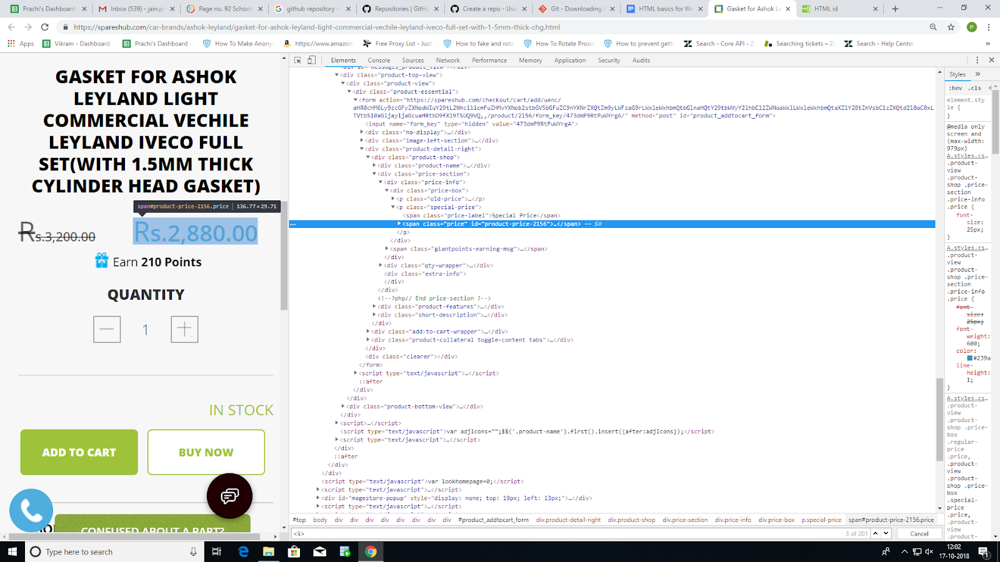 Prachi's Dashboard
Inbox (539) - jain.pr
Page no. 92 Schools
github repository -
Repositories | GitHu
Create a repo - Use
Git - Downloading
HTML basics for We
Gasket for Ashok Le
HTML id
https://spareshub.com/car-brands/ashok-leyland/gasket-for-ashok-leyland-light-commercial-vechile-leyland-iveco-full-set-with-1-5mm-thick-chg.html
P
Apps
Vikram - Dashboard
Prachi's Dashboard -
How To Make Anony
https://www.amazon.
Free Proxy List - Just
How to fake and rota
How To Rotate Proxie
How to prevent gett
Search - Core API - Z
Searching tickets – Ze
Search - Help Center
»
GASKET FOR ASHOK
LEYLAND LIGHT
COMMERCIAL VECHILE
LEYLAND IVECO FULL
SET(WITH 1.5MM THICK
CYLINDER HEAD GASKET)
span#product-price-2156.price | 136.77 × 29.71
Rs.3,200.00 Rs.2,880.00
Earn 210 Points
QUANTITY
1
IN STOCK
ADD TO CART BUY NOW
CONFUSED ABOUT A PART?
Elements Console Sources Network Performance Memory Application Security Audits
<div id="messages_product_view"></div>
<div class="product-top-view">
<div class="product-view">
<div class="product-essential">
<form action="https://spareshub.com/checkout/cart/add/uenc/
method="post" id="product_addtocart_form">
<input name="form_key" type="hidden" value="473dmP9RtPuWYrgA">
<div class="no-display">…</div>
<div class="image-left-section">…</div>
<div class="product-detail-right">
<div class="product-shop">
<div class="product-name">…</div>
<div class="price-section">
<div class="price-info">
<div class="price-box">
<p class="old-price">…</p>
<p class="special-price">
<span class="price-label">Special Price</span>
<span class="price" id="product-price-2156">…</span> == $0
</p>
</div>
<span class="giantpoints-earning-msg">…</span>
</div>
<div class="qty-wrapper">…</div>
<div class="extra-info">
</div>
</div>
<!--?php// End price-section ?-->
<div class="product-features">…</div>
<div class="short-description">…</div>
</div>
<div class="add-to-cart-wrapper">…</div>
<div class="product-collateral toggle-content tabs">…</div>
</div>
<div class="clearer"></div>
</form>
<script type="text/javascript">…</script>
::after
</div>
</div>
<div class="product-bottom-view">…</div>
</div>
<script>…</script>
<script type="text/javascript">var adjIcons="";$$('.product-name').first().insert({after:adjIcons});</script>
<script type="text/javascript">…</script>
</div>
::after
</div>
</div>
<script type="text/javascript">var lookhomepage=0;</script>
<script type="text/javascript">…</script>
<div id="magestore-popup" style="display: none; top: 19px; left: 13px;">…</div>
<script type="text/javascript">…</script>
#top body div div div div div div div div #product_addtocart_form div.product-detail-right div.product-shop div.price-section div.price-info div.price-box p.special-price span#product-price-2156.price
<li> 3 of 201 Cancel
Styles »
:hov .cls +
element.sty
le {
}
@media only
screen and
(max-width:
979px)
A.styles.cs…
.product-
view
.product-
shop .price-
section
.price-info
.price {
font-
size:
25px;
}
A.styles.cs…
.product-
view
.product-
shop .price-
section
.price-info
.price {
font-
size:
25px;
font-
weight:
600;
color:
#239a
line-
height:
1;
}
A.styles.cs…
.product-
view
.product-
shop .price-
box
.regular-
price
.price,
.product-
view
.product-
shop .price-
box
.special-
price
.price,
.product-
view
.product-
Type here to search
12:02
17-10-2018
1